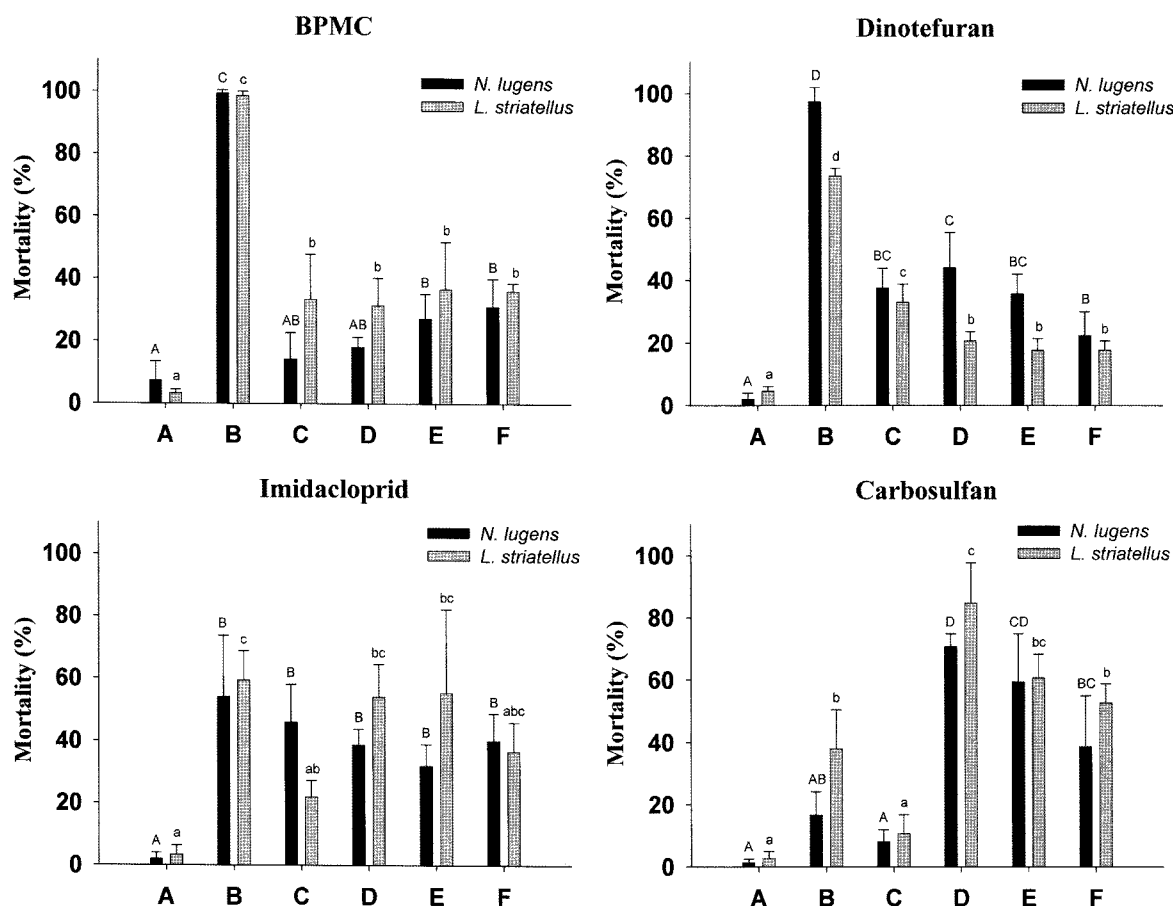 BPMC
Mortality (%)
100
80
60
40
20
0
N. lugens
L. striatellus
A a
C c
AB b
AB b
B b
B b
A B C D E F
Dinotefuran
Mortality (%)
100
80
60
40
20
0
N. lugens
L. striatellus
A a
D d
BC c
C b
BC b
B b
A B C D E F
Imidacloprid
Mortality (%)
100
80
60
40
20
0
N. lugens
L. striatellus
A a
B c
B ab
B bc
B bc
B abc
A B C D E F
Carbosulfan
Mortality (%)
100
80
60
40
20
0
N. lugens
L. striatellus
A a
AB b
A a
D c
CD bc
BC b
A B C D E F